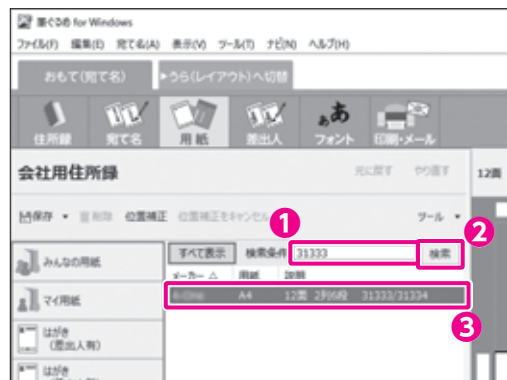 筆ぐるめ for Windows
ファイル(F) 編集(E) 宛て名(A) 表示(V) ツール(T) ナビ(N) ヘルプ(H)
おもて(宛て名) ▸うら(レイアウト)へ切替
住所録 宛て名 用紙 差出人 フォント 印刷・メール
会社用住所録 元に戻す やり直す 12面
保存 削除 位置補正 位置補正をキャンセル ツール
❶ ❷
みんなの用紙 すべて表示 検索条件 31333 検索
メーカー △ 用紙 説明
A4 12面 2列6段 31333/31334
❸
マイ用紙
はがき
(差出人有)
はがき